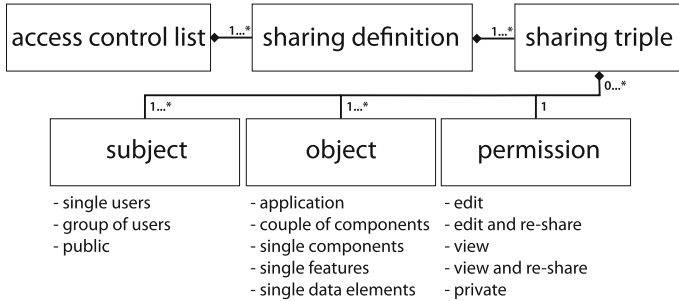 access control list 1...* sharing definition 1...* sharing triple
0...*
1...* 1...* 1
subject object permission
- single users - application - edit
- group of users - couple of components - edit and re-share
- public - single components - view
- single features - view and re-share
- single data elements - private